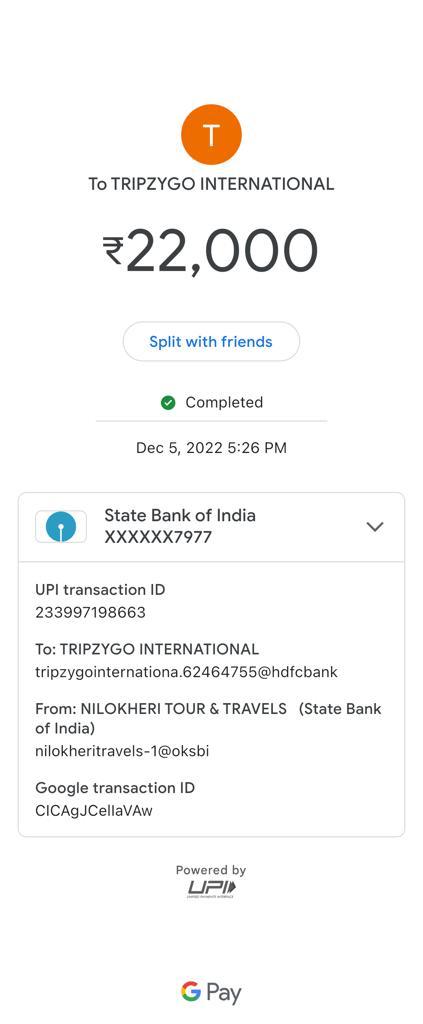 T
To TRIPZYGO INTERNATIONAL
₹22,000
Split with friends
Completed
Dec 5, 2022 5:26 PM
State Bank of India
XXXXXX7977
UPI transaction ID
233997198663
To: TRIPZYGO INTERNATIONAL
tripzygointernationa.62464755@hdfcbank
From: NILOKHERI TOUR & TRAVELS (State Bank
of India)
nilokheritravels-1@oksbi
Google transaction ID
CICAgJCellaVAw
Powered by
UPI
UNIFIED PAYMENTS INTERFACE
G Pay